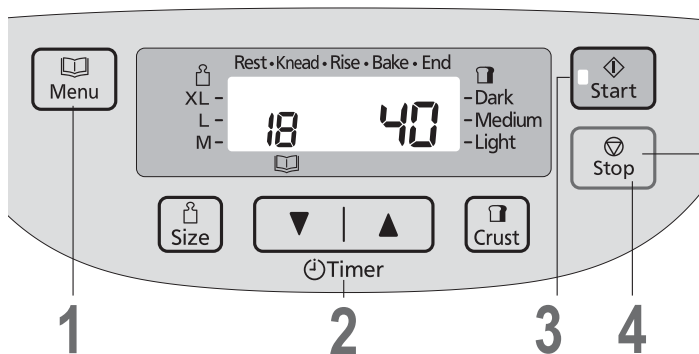 Menu
Rest • Knead • Rise • Bake • End
XL -
L -
M -
18
40
- Dark
- Medium
- Light
Start
Stop
Size
▼ | ▲
Crust
Timer
1
2
3
4